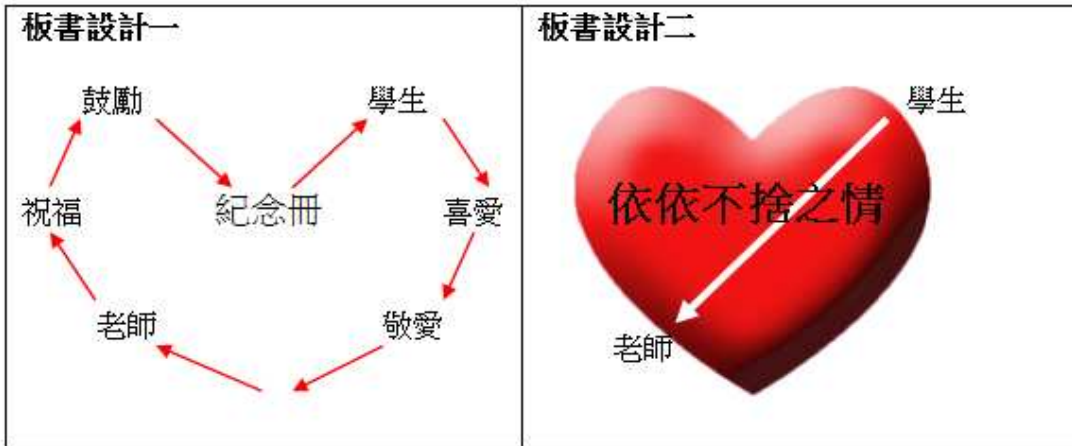 板書設計一
鼓勵
學生
祝福
紀念冊
喜愛
老師
敬愛
板書設計二
學生
依依不捨之情
老師